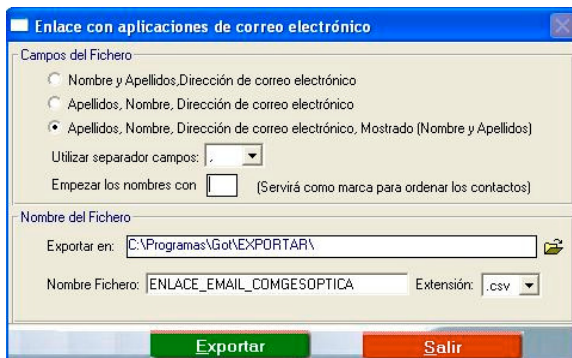 Enlace con aplicaciones de correo electrónico
Campos del Fichero
Nombre y Apellidos,Dirección de correo electrónico
Apellidos, Nombre, Dirección de correo electrónico
Apellidos, Nombre, Dirección de correo electrónico, Mostrado (Nombre y Apellidos)
Utilizar separador campos: ,
Empezar los nombres con (Servirá como marca para ordenar los contactos)
Nombre del Fichero
Exportar en: C:\Programas\Got\EXPORTAR\
Nombre Fichero: ENLACE_EMAIL_COMGESOPTICA Extensión: .csv
Exportar Salir